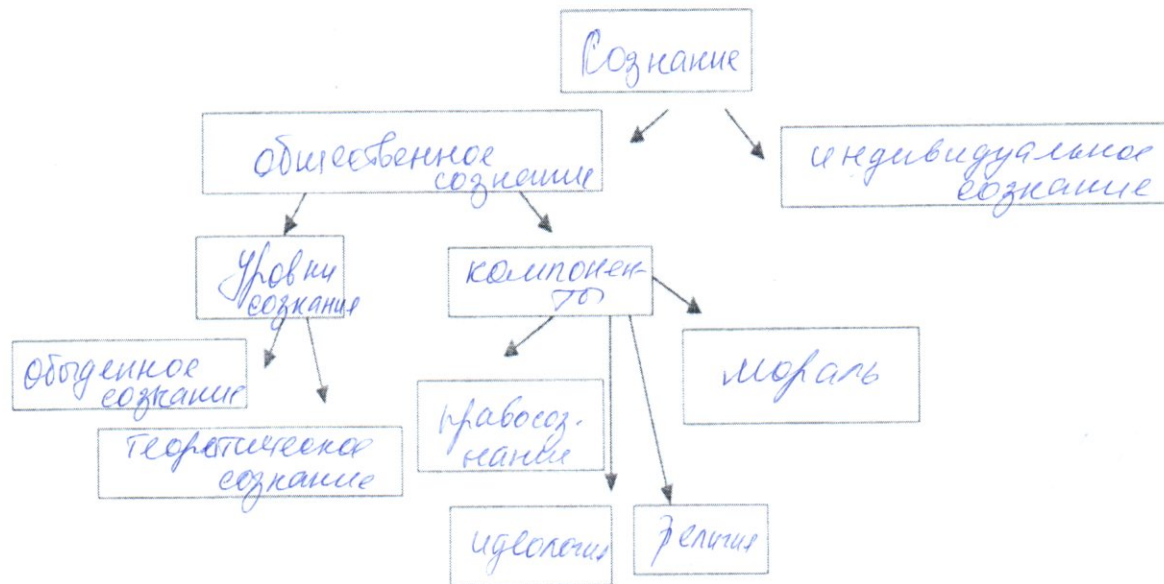 Сознание
общественное
сознание
индивидуальное
сознание
Уровни
сознания
компонен-
ты
обыденное
сознание
теоретическое
сознание
правосоз-
нание
мораль
идеология
религия